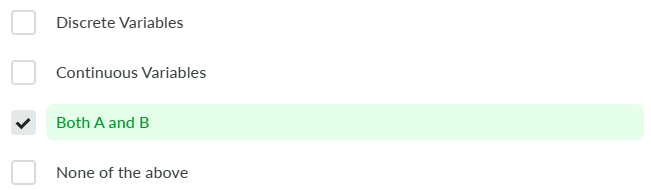 Discrete Variables
Continuous Variables
Both A and B
None of the above